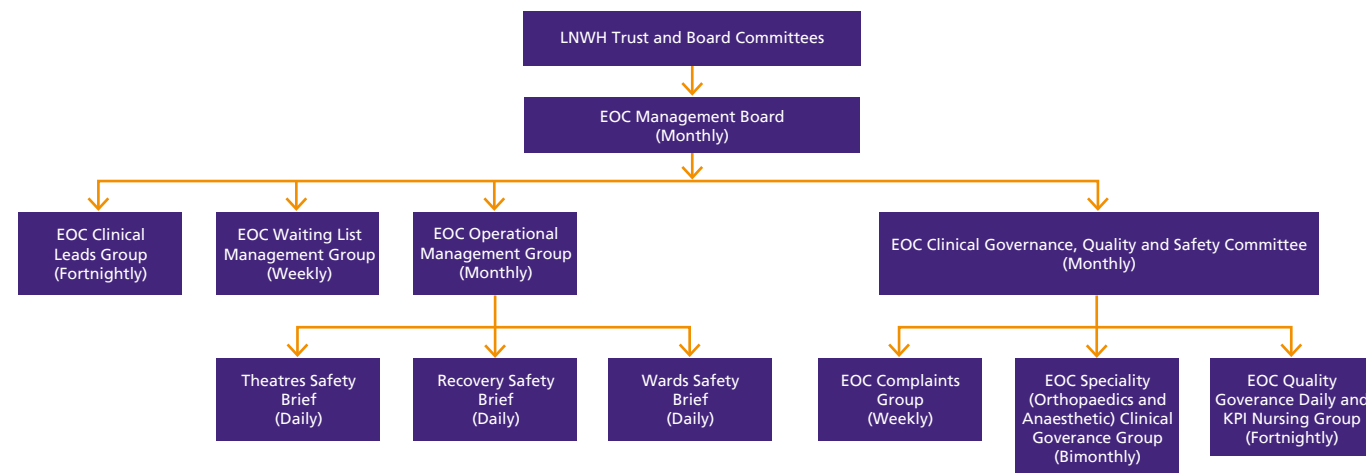 LNWH Trust and Board Committees
EOC Management Board
(Monthly)
EOC Clinical
Leads Group
(Fortnightly)
EOC Waiting List
Management Group
(Weekly)
EOC Operational
Management Group
(Monthly)
EOC Clinical Governance, Quality and Safety Committee
(Monthly)
Theatres Safety
Brief
(Daily)
Recovery Safety
Brief
(Daily)
Wards Safety
Brief
(Daily)
EOC Complaints
Group
(Weekly)
EOC Speciality
(Orthopaedics and
Anaesthetic) Clinical
Goverance Group
(Bimonthly)
EOC Quality
Goverance Daily and
KPI Nursing Group
(Fortnightly)